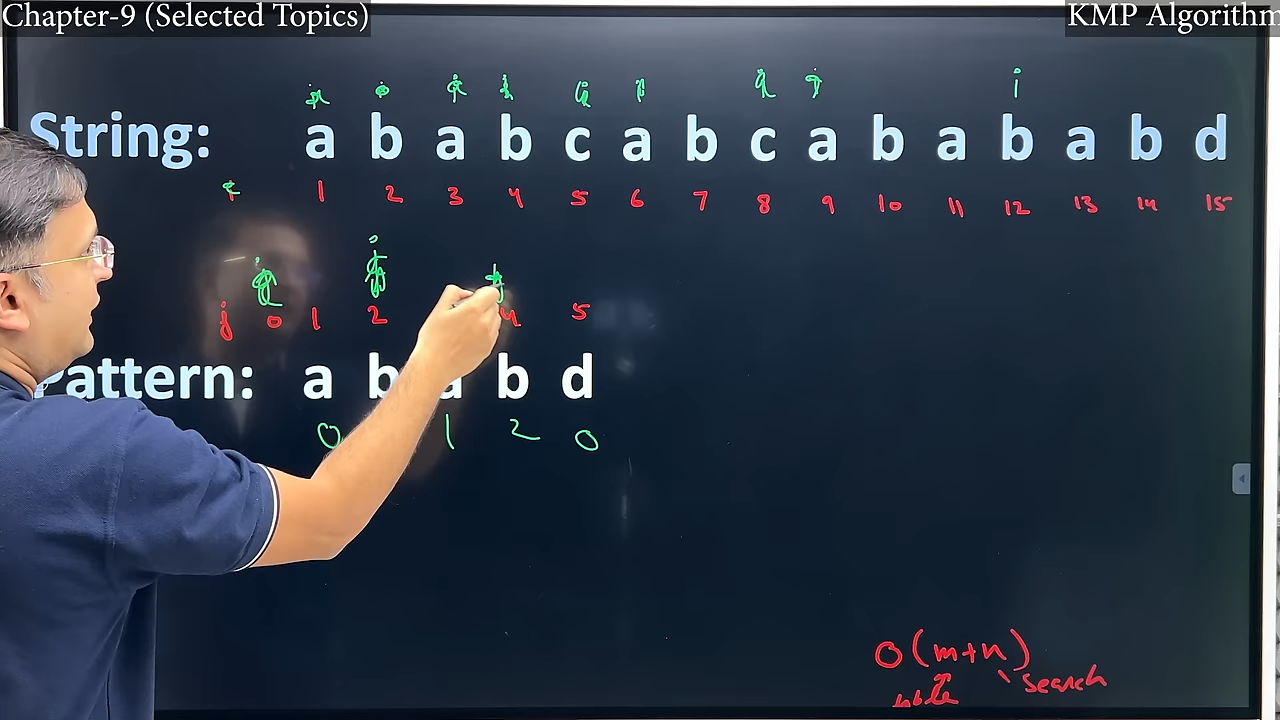 Chapter-9 (Selected Topics)
KMP Algorithm
i
String: a b a b c a b c a b a b a b d
1 2 3 4 5 6 7 8 9 10 11 12 13 14 15
j 0 1 2 4 5
Pattern: a b a b d
0 1 2 0
O(m+n)
table search